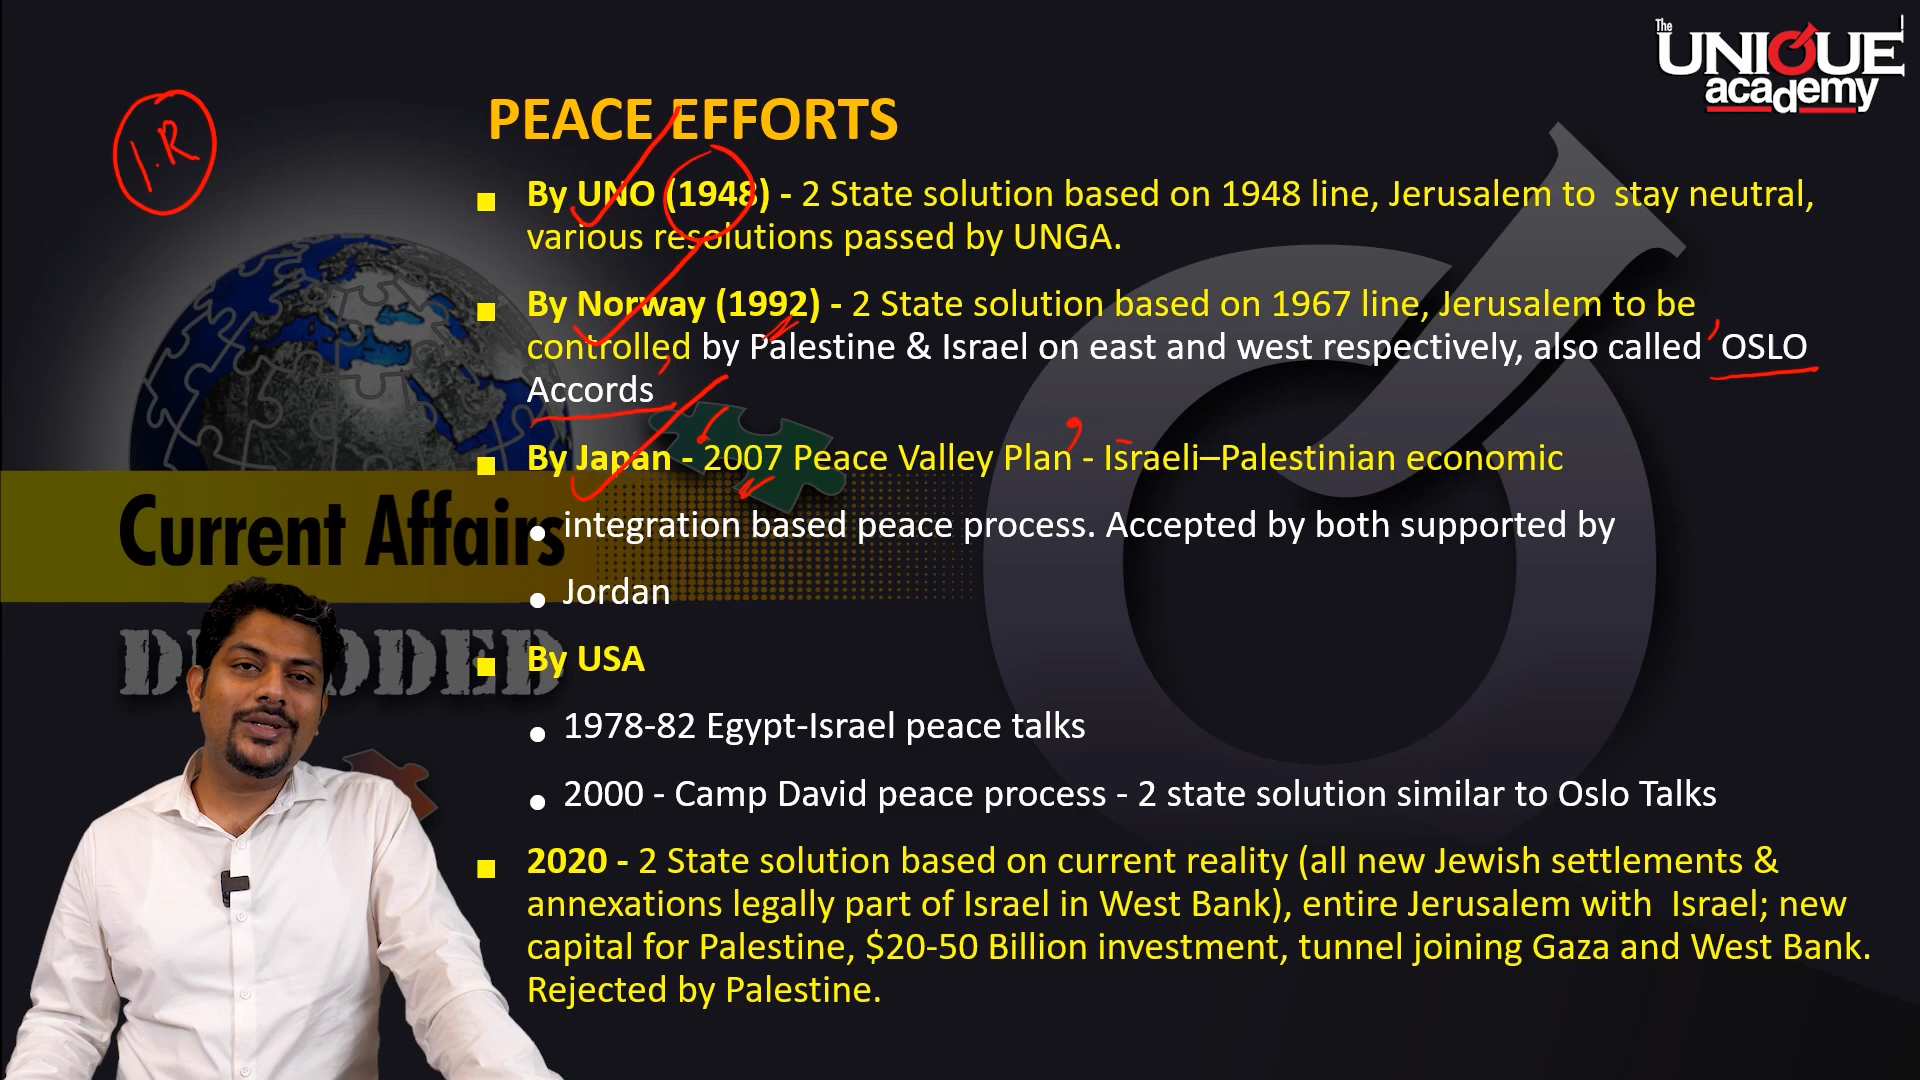 The
UNIQUE
academy
I.R
PEACE EFFORTS
By UNO (1948) - 2 State solution based on 1948 line, Jerusalem to stay neutral,
various resolutions passed by UNGA.
By Norway (1992) - 2 State solution based on 1967 line, Jerusalem to be
controlled by Palestine & Israel on east and west respectively, also called 'OSLO
Accords'
By Japan - '2007 Peace Valley Plan' - Israeli–Palestinian economic
integration based peace process. Accepted by both supported by
Jordan
By USA
1978-82 Egypt-Israel peace talks
2000 - Camp David peace process - 2 state solution similar to Oslo Talks
2020 - 2 State solution based on current reality (all new Jewish settlements &
annexations legally part of Israel in West Bank), entire Jerusalem with Israel; new
capital for Palestine, $20-50 Billion investment, tunnel joining Gaza and West Bank.
Rejected by Palestine.
Current Affairs